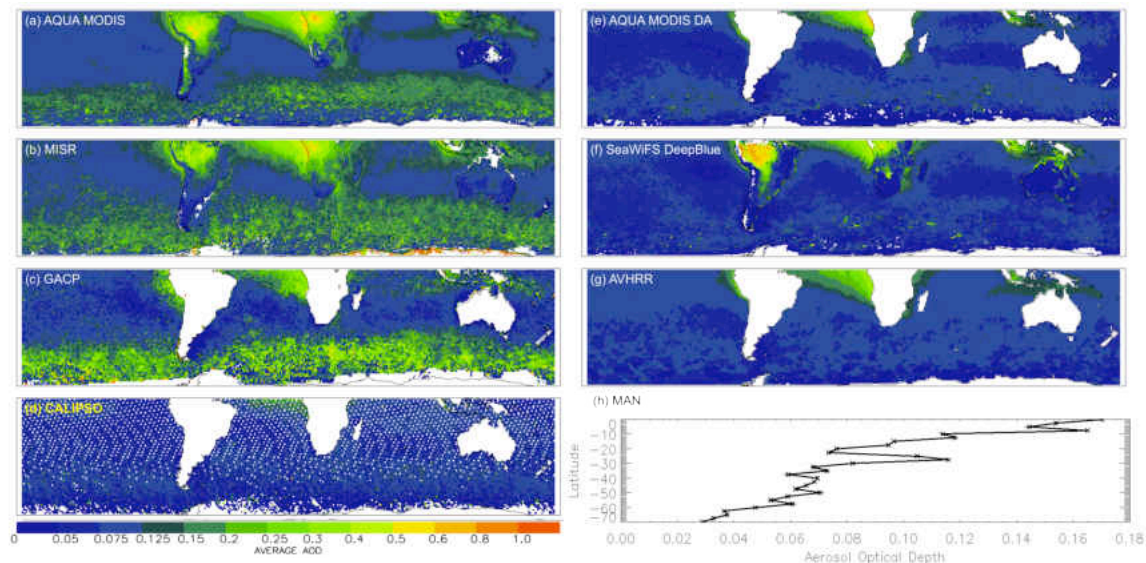 (a) AQUA MODIS
(e) AQUA MODIS DA
(b) MISR
(f) SeaWiFS DeepBlue
(c) GACP
(g) AVHRR
(d) CALIPSO
(h) MAN
0
-10
-20
-30
-40
-50
-60
-70
Latitude
0.00 0.02 0.04 0.06 0.08 0.10 0.12 0.14 0.16 0.18
Aerosol Optical Depth
0 0.05 0.075 0.125 0.15 0.2 0.25 0.3 0.4 0.5 0.6 0.8 1.0
AVERAGE AOD